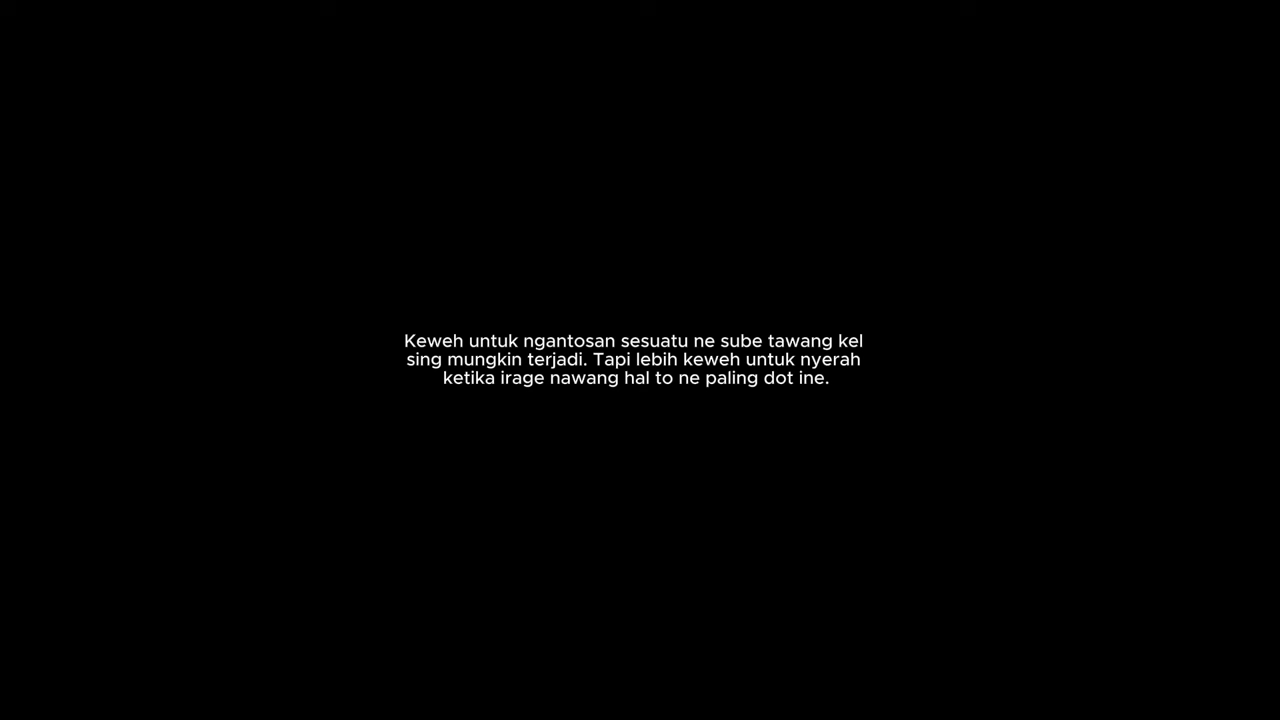 Keweh untuk ngantosan sesuatu ne sube tawang kel
sing mungkin terjadi. Tapi lebih keweh untuk nyerah
ketika irage nawang hal to ne paling dot ine.